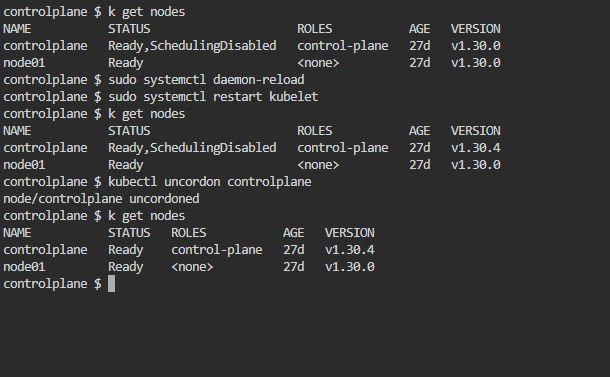 controlplane $ k get nodes
NAME           STATUS                     ROLES           AGE   VERSION
controlplane   Ready,SchedulingDisabled   control-plane   27d   v1.30.0
node01         Ready                      <none>          27d   v1.30.0
controlplane $ sudo systemctl daemon-reload
controlplane $ sudo systemctl restart kubelet
controlplane $ k get nodes
NAME           STATUS                     ROLES           AGE   VERSION
controlplane   Ready,SchedulingDisabled   control-plane   27d   v1.30.4
node01         Ready                      <none>          27d   v1.30.0
controlplane $ kubectl uncordon controlplane
node/controlplane uncordoned
controlplane $ k get nodes
NAME           STATUS   ROLES           AGE   VERSION
controlplane   Ready    control-plane   27d   v1.30.4
node01         Ready    <none>          27d   v1.30.0
controlplane $